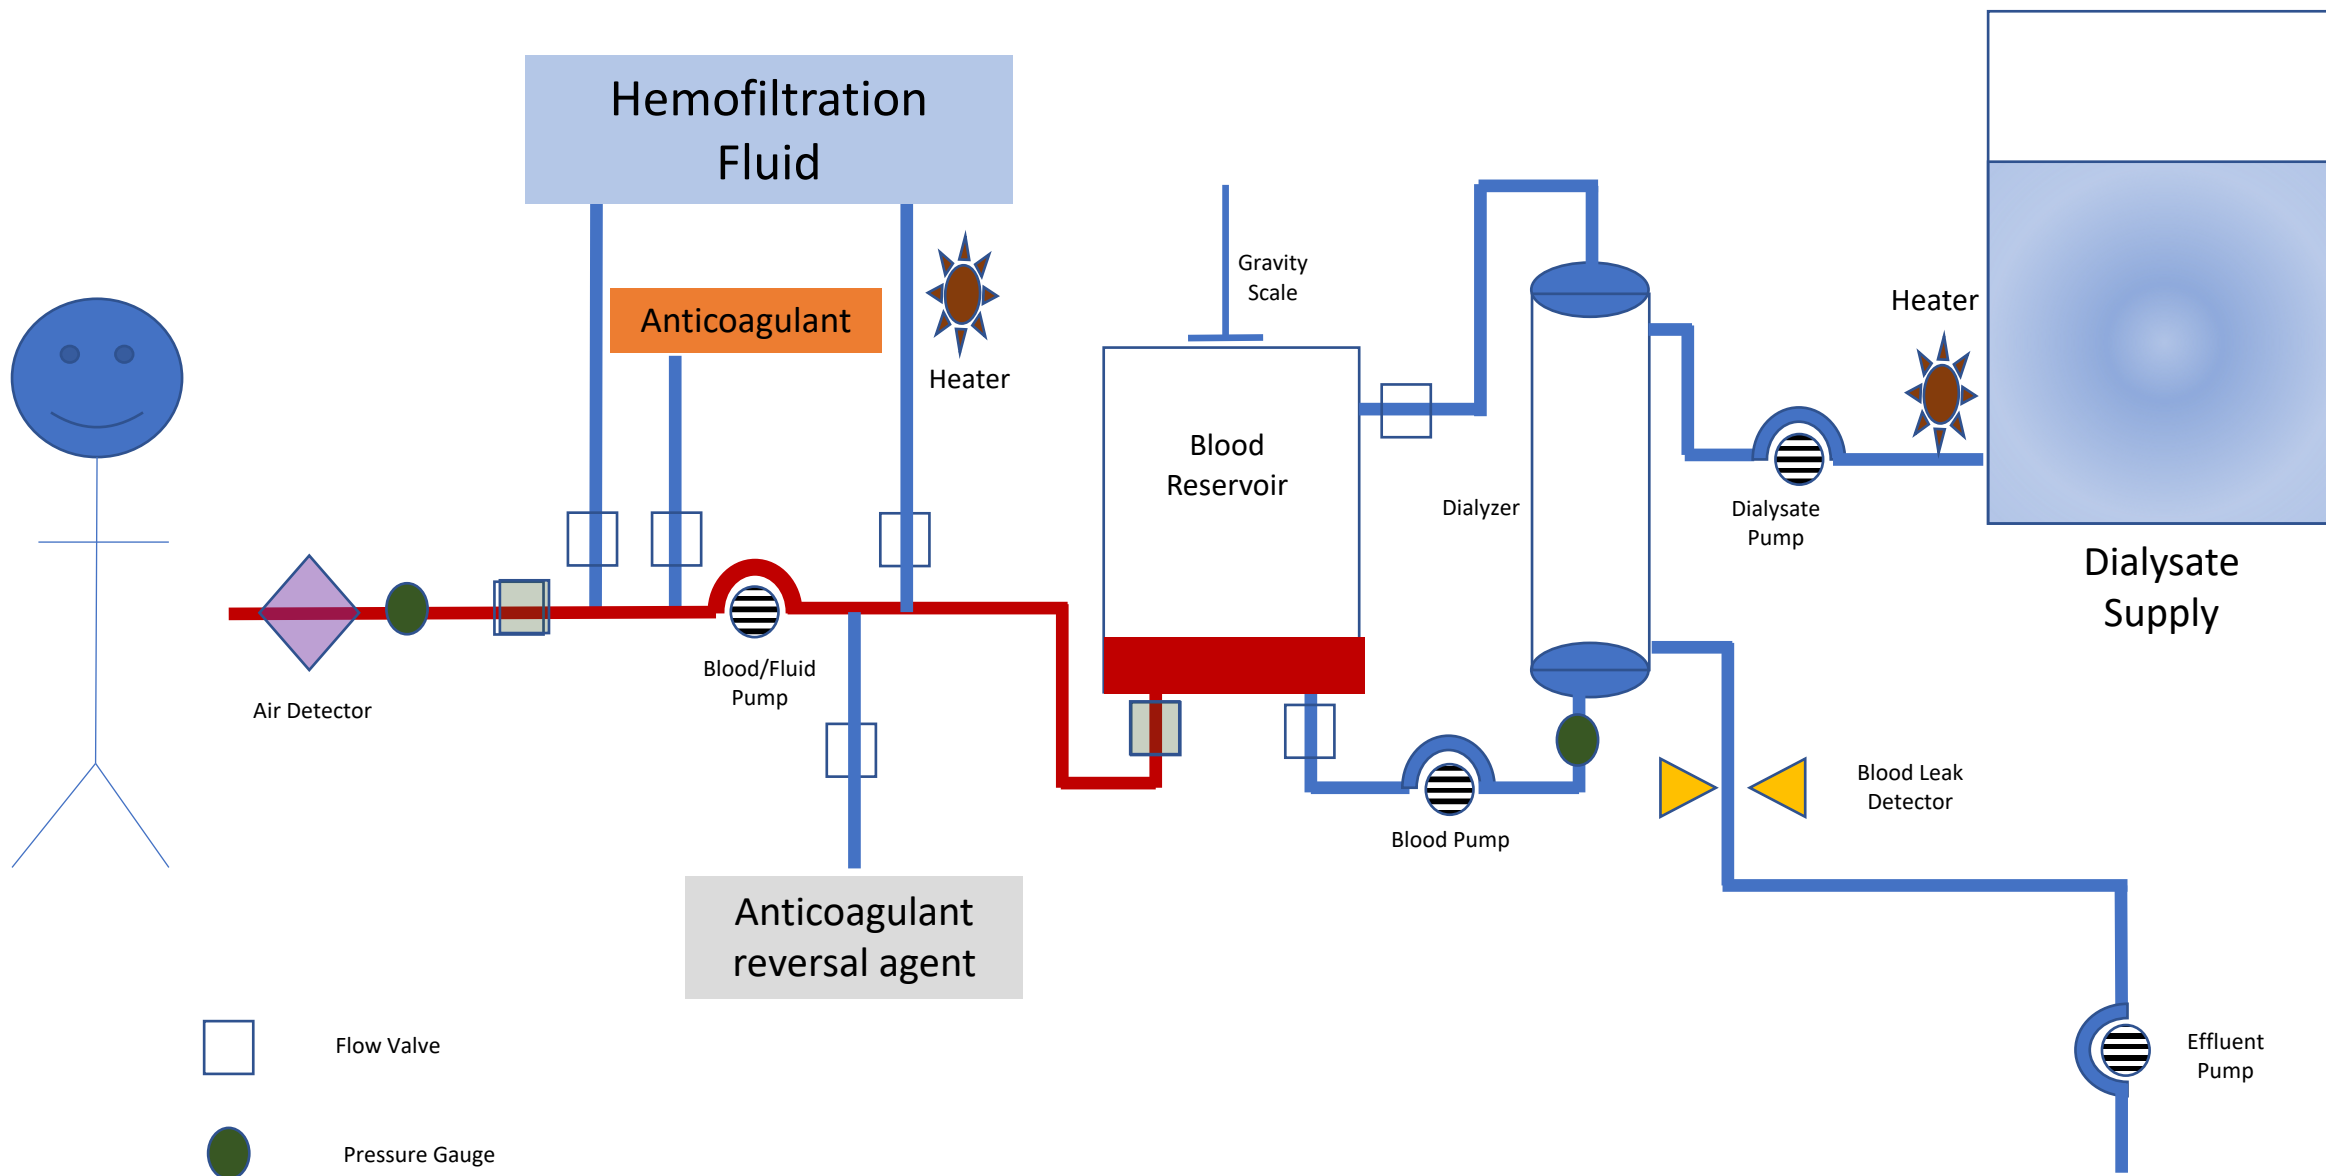 Hemofiltration
Fluid
Gravity
Scale
Heater
Anticoagulant
Heater
Blood
Reservoir
Dialyzer
Dialysate
Pump
Dialysate
Supply
Blood/Fluid
Pump
Air Detector
Blood Leak
Detector
Blood Pump
Anticoagulant
reversal agent
Flow Valve
Effluent
Pump
Pressure Gauge